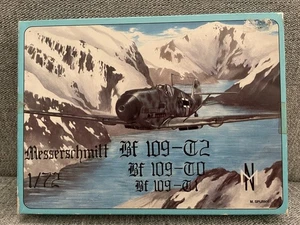 Messerschmitt Bf 109-T2
Bf 109-T0
1/72 Bf 109-T1